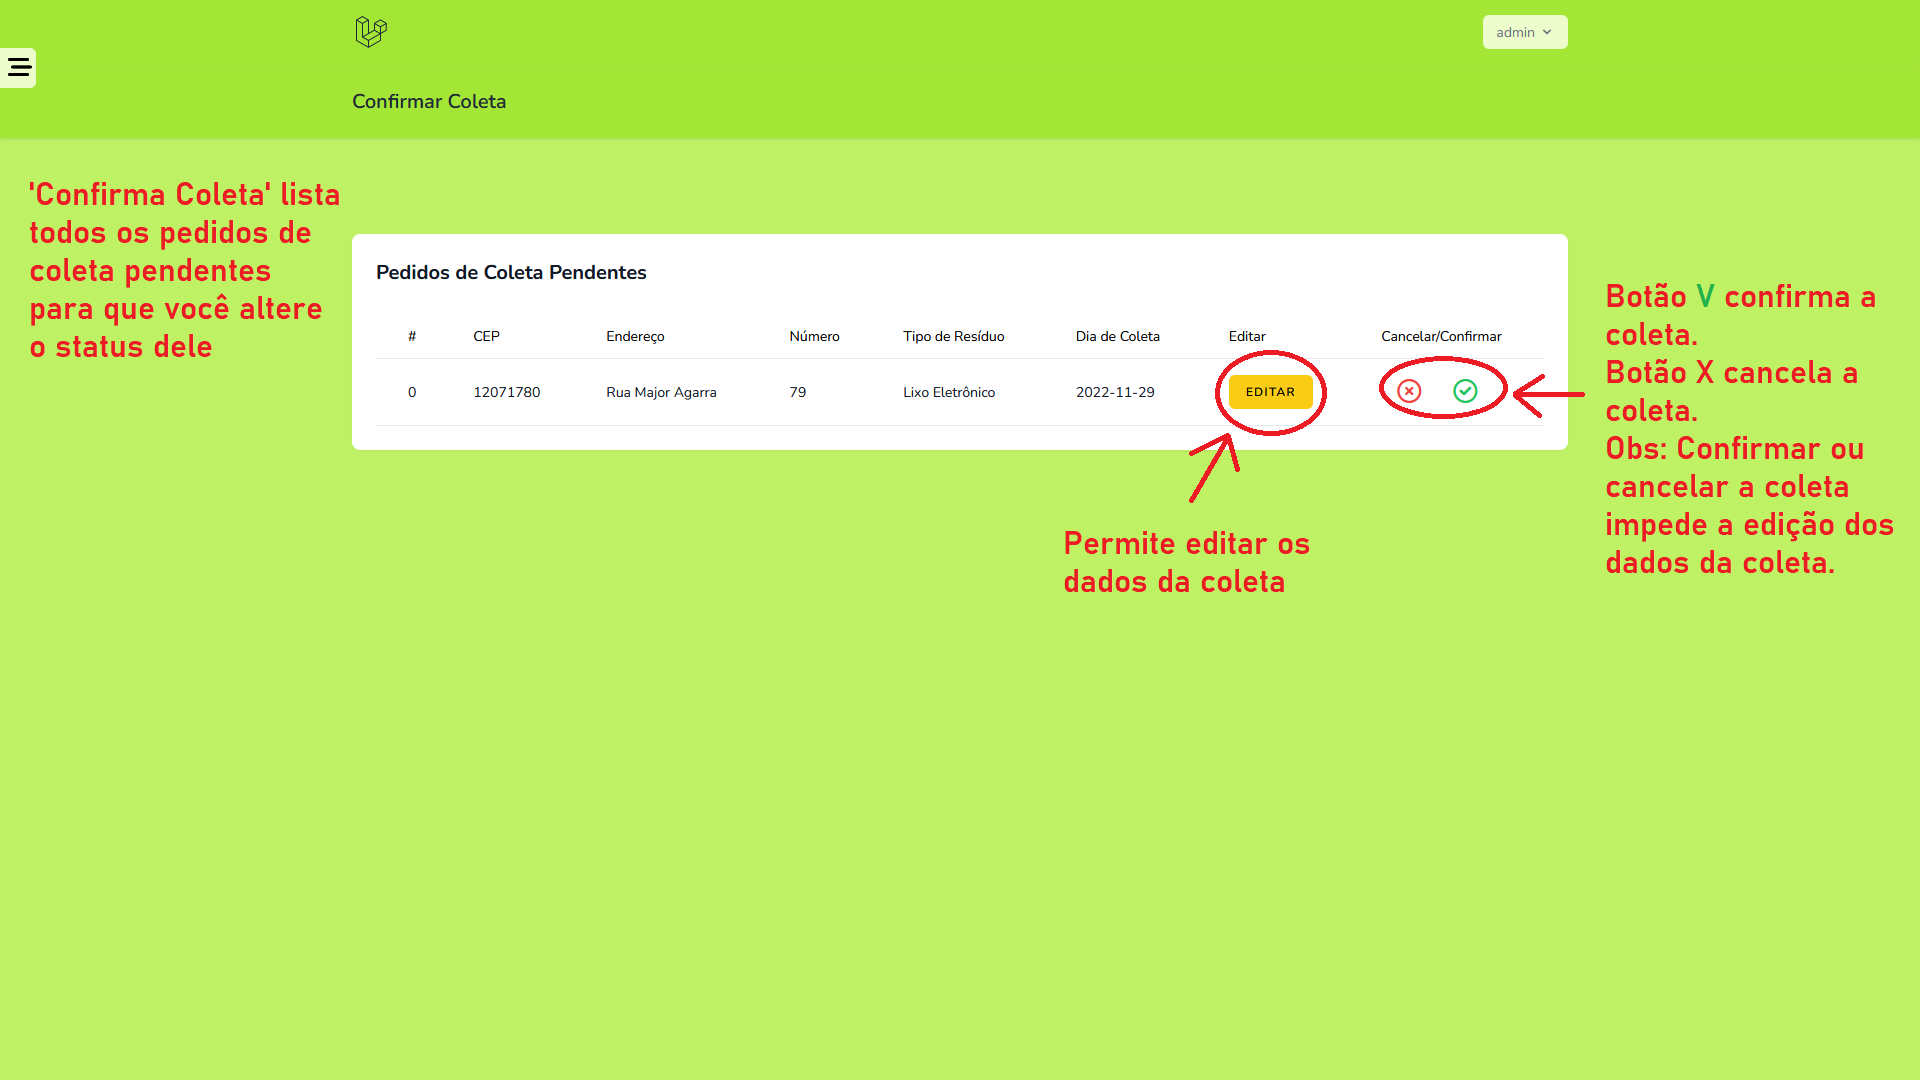 admin
Confirmar Coleta
'Confirma Coleta' lista
todos os pedidos de
coleta pendentes
para que você altere
o status dele
Pedidos de Coleta Pendentes
# CEP Endereço Número Tipo de Resíduo Dia de Coleta Editar Cancelar/Confirmar
0 12071780 Rua Major Agarra 79 Lixo Eletrônico 2022-11-29 EDITAR
Permite editar os
dados da coleta
Botão V confirma a
coleta.
Botão X cancela a
coleta.
Obs: Confirmar ou
cancelar a coleta
impede a edição dos
dados da coleta.